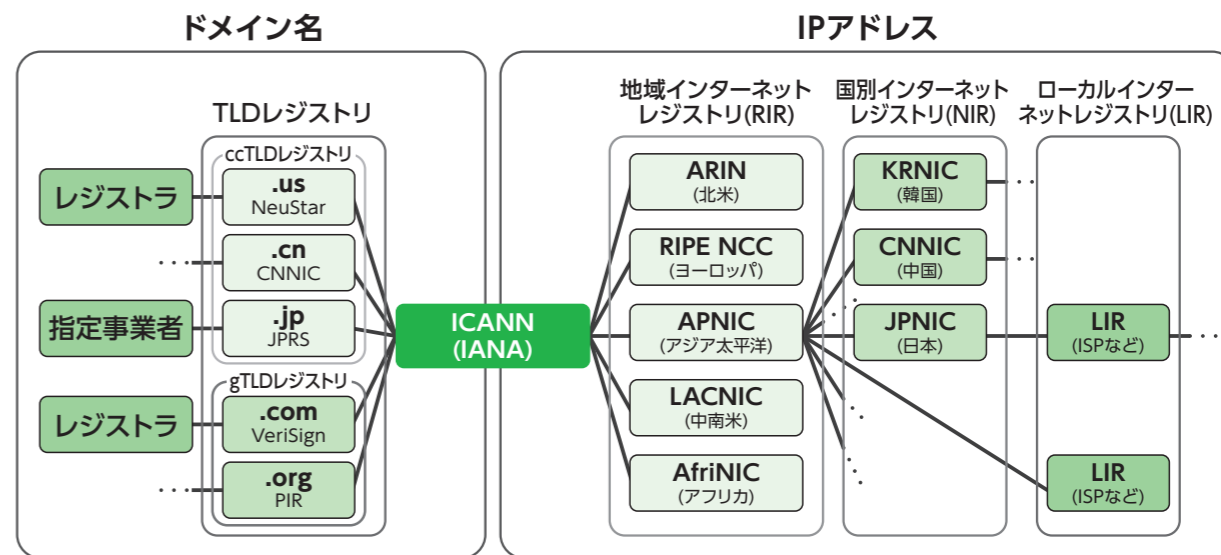 ドメイン名
TLDレジストリ
ccTLDレジストリ
レジストラ
.us
NeuStar
.cn
CNNIC
指定事業者
.jp
JPRS
gTLDレジストリ
レジストラ
.com
VeriSign
.org
PIR
ICANN
(IANA)
IPアドレス
地域インターネット
レジストリ(RIR)
ARIN
(北米)
RIPE NCC
(ヨーロッパ)
APNIC
(アジア太平洋)
LACNIC
(中南米)
AfriNIC
(アフリカ)
国別インターネット
レジストリ(NIR)
KRNIC
(韓国)
CNNIC
(中国)
JPNIC
(日本)
ローカルインター
ネットレジストリ(LIR)
LIR
(ISPなど)
LIR
(ISPなど)